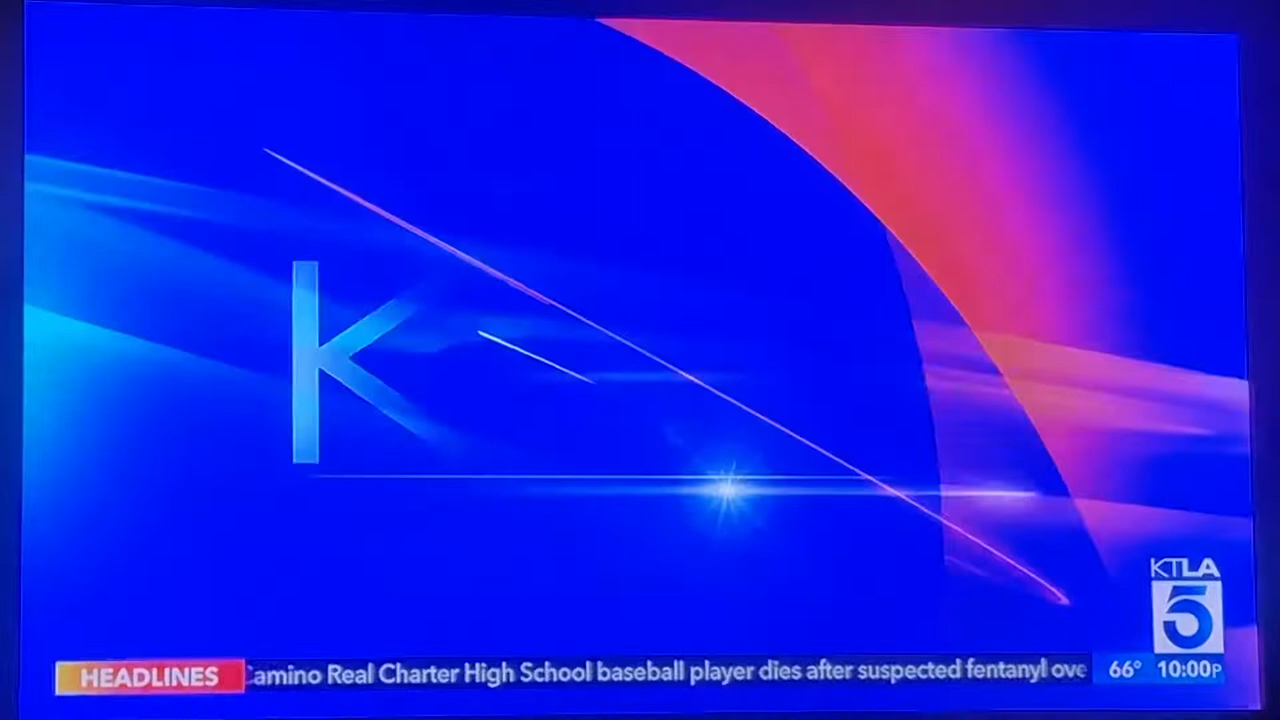 K
KTLA
5
HEADLINES
Camino Real Charter High School baseball player dies after suspected fentanyl ove
66° 10:00P